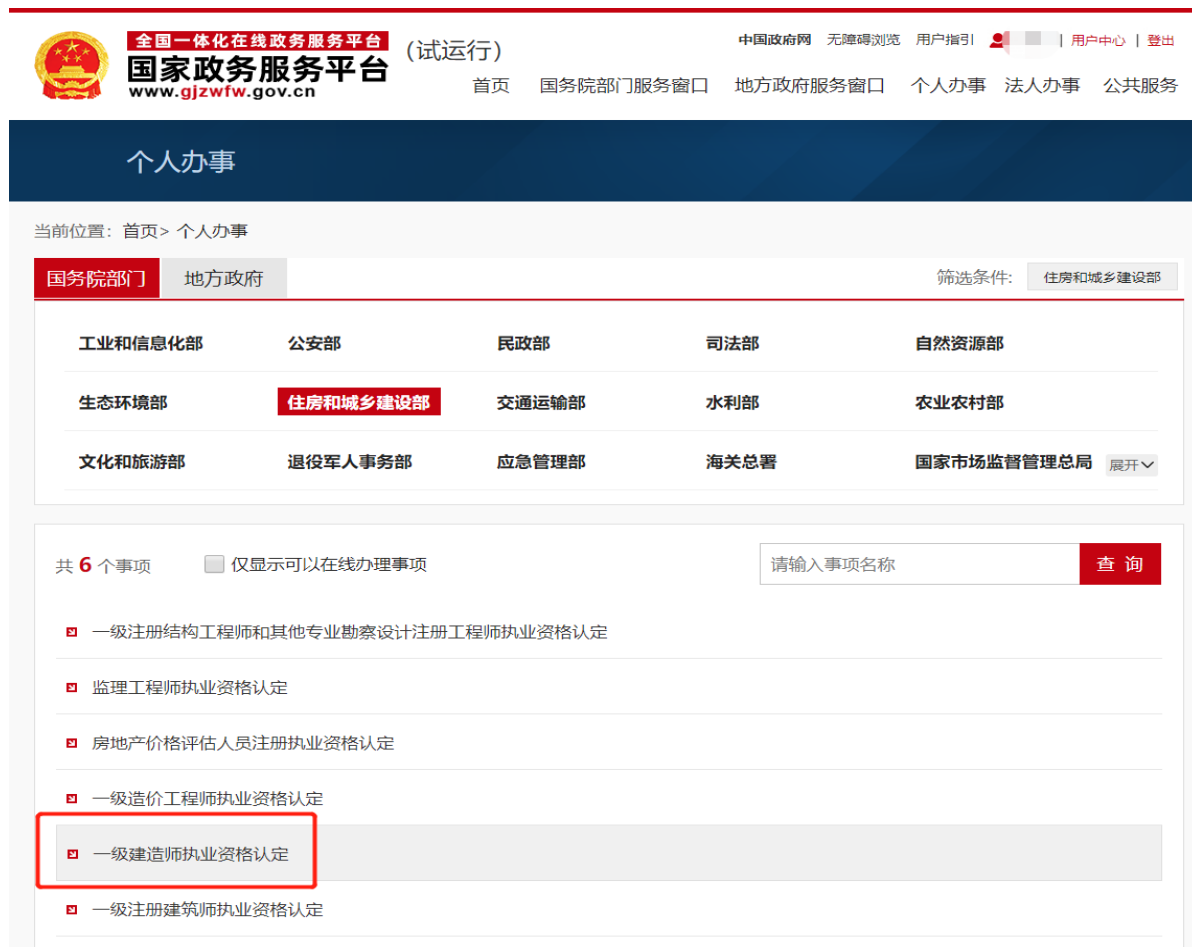 全国一体化在线政务服务平台
国家政务服务平台
www.gjzwfw.gov.cn
(试运行)
中国政府网 无障碍浏览 用户指引 | 用户中心 | 登出
首页 国务院部门服务窗口 地方政府服务窗口 个人办事 法人办事 公共服务
个人办事
当前位置: 首页> 个人办事
国务院部门 地方政府 筛选条件: 住房和城乡建设部
工业和信息化部 公安部 民政部 司法部 自然资源部
生态环境部 住房和城乡建设部 交通运输部 水利部 农业农村部
文化和旅游部 退役军人事务部 应急管理部 海关总署 国家市场监督管理总局 展开
共 6 个事项 仅显示可以在线办理事项 请输入事项名称 查 询
一级注册结构工程师和其他专业勘察设计注册工程师执业资格认定
监理工程师执业资格认定
房地产价格评估人员注册执业资格认定
一级造价工程师执业资格认定
一级建造师执业资格认定
一级注册建筑师执业资格认定